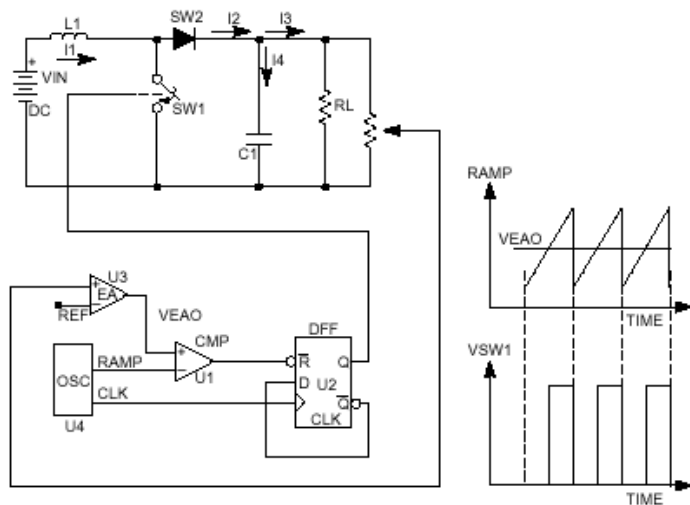 L1
SW2
I2
I3
I1
I4
+
VIN
DC
SW1
C1
RL
U3
+
EA
−
REF
VEAO
CMP
+
−
U1
OSC
RAMP
CLK
U4
DFF
R
Q
D
U2
Q
CLK
RAMP
VEAO
TIME
VSW1
TIME